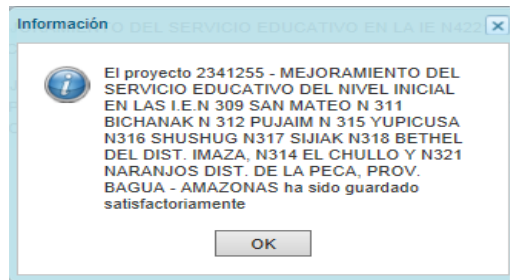 Información
O DEL SERVICIO EDUCATIVO EN LA IE N422
El proyecto 2341255 - MEJORAMIENTO DEL
SERVICIO EDUCATIVO DEL NIVEL INICIAL
EN LAS I.E.N 309 SAN MATEO N 311
BICHANAK N 312 PUJAIM N 315 YUPICUSA
N316 SHUSHUG N317 SIJIAK N318 BETHEL
DEL DIST. IMAZA, N314 EL CHULLO Y N321
NARANJOS DIST. DE LA PECA, PROV.
BAGUA - AMAZONAS ha sido guardado
satisfactoriamente
OK